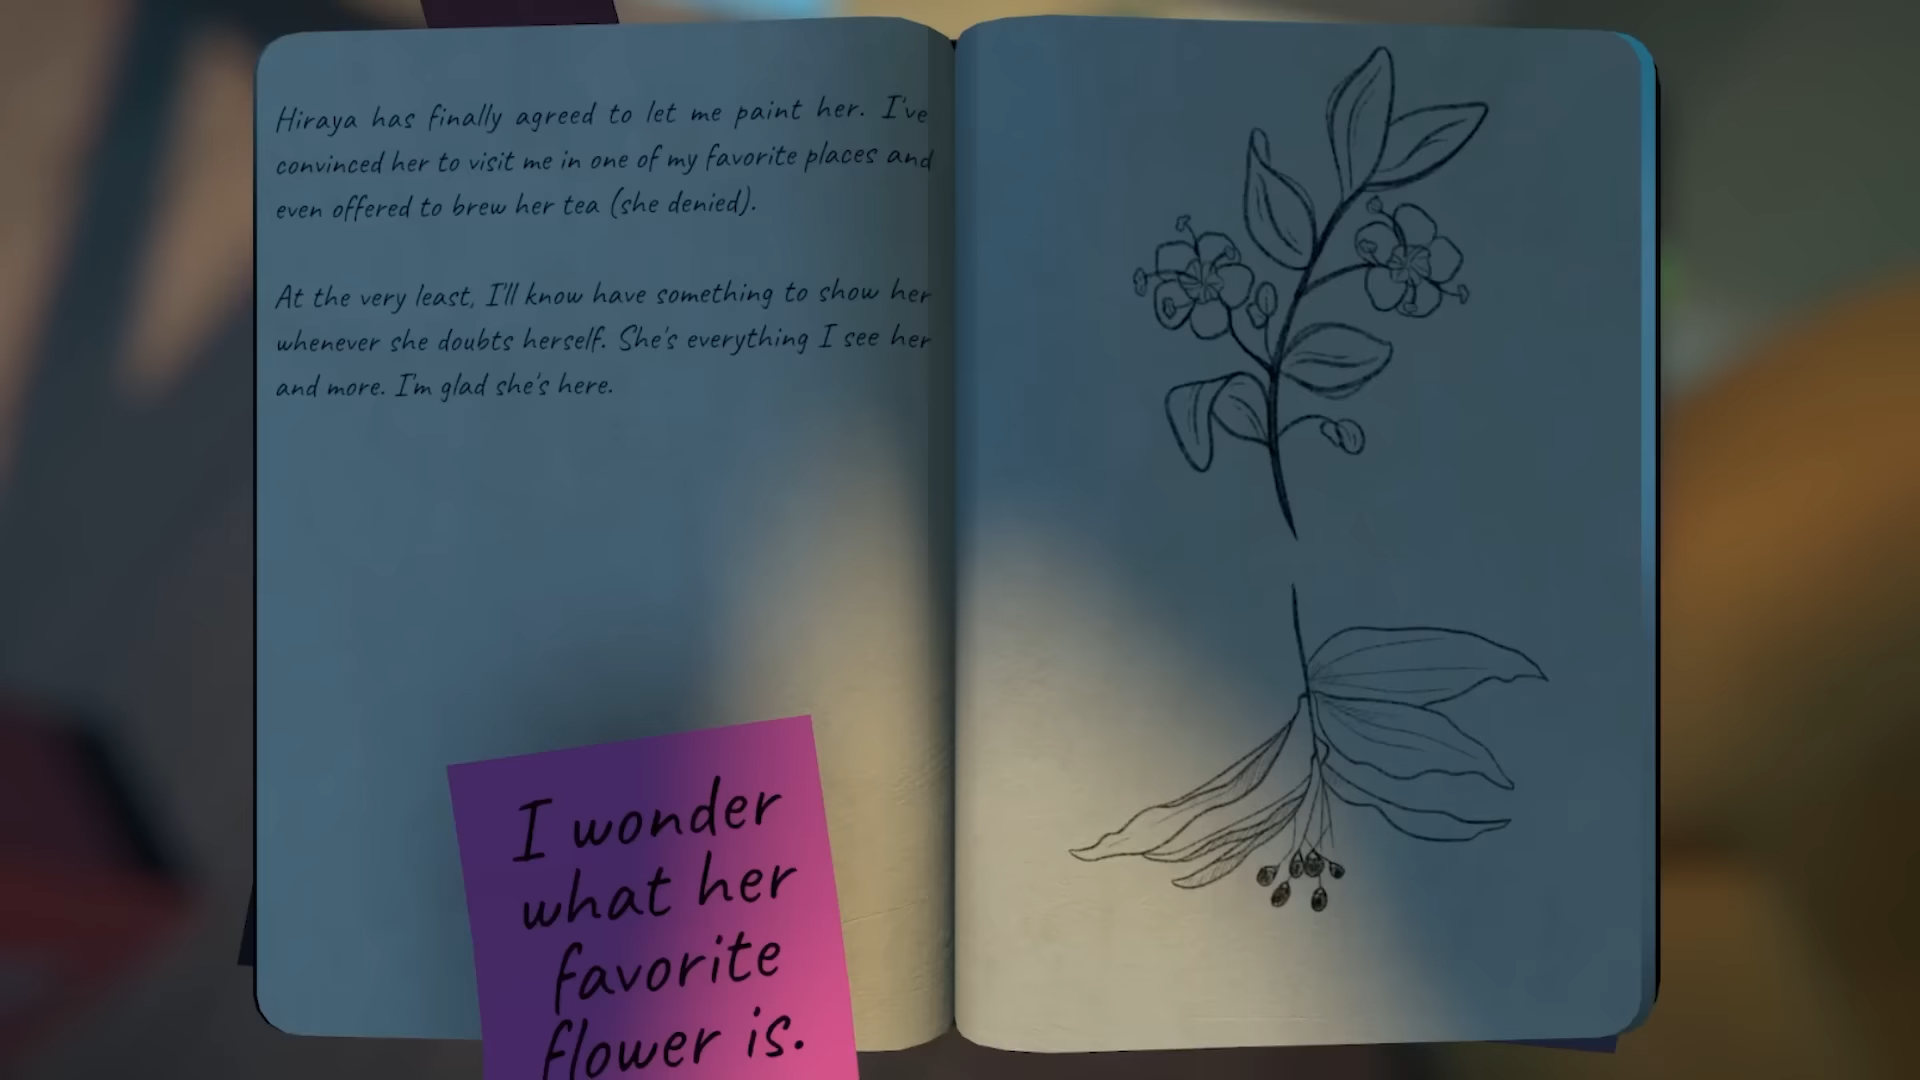 Hiraya has finally agreed to let me paint her. I've
convinced her to visit me in one of my favorite places and
even offered to brew her tea (she denied).
At the very least, I'll know have something to show her
whenever she doubts herself. She's everything I see her
and more. I'm glad she's here.
I wonder
what her
favorite
flower is.